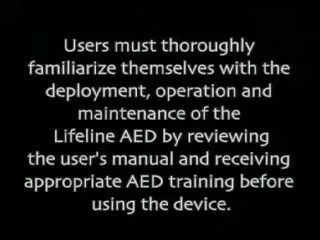 Users must thoroughly
familiarize themselves with the
deployment, operation and
maintenance of the
Lifeline AED by reviewing
the user's manual and receiving
appropriate AED training before
using the device.